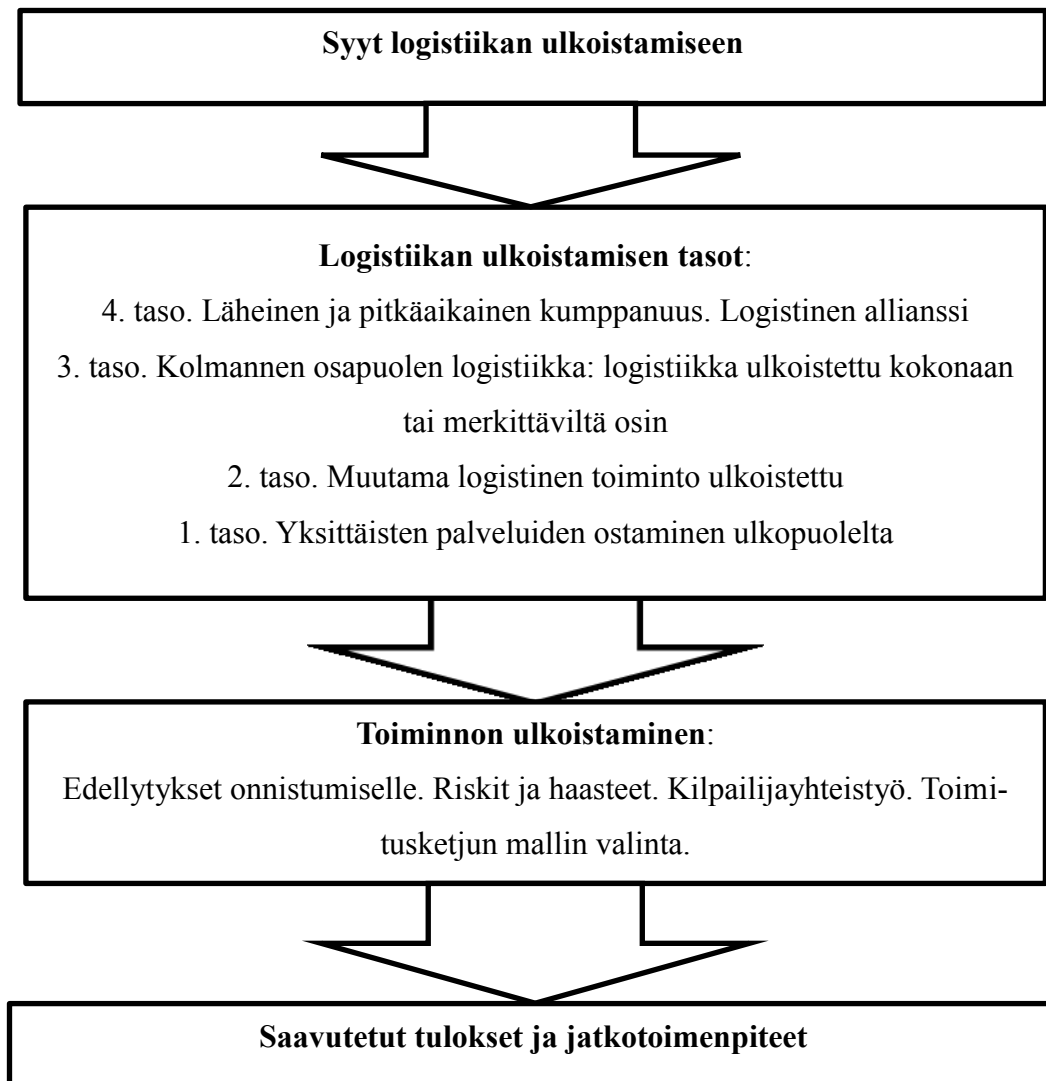 Syyt logistiikan ulkoistamiseen
Logistiikan ulkoistamisen tasot:
4. taso. Läheinen ja pitkäaikainen kumppanuus. Logistinen allianssi
3. taso. Kolmannen osapuolen logistiikka: logistiikka ulkoistettu kokonaan
tai merkittäviltä osin
2. taso. Muutama logistinen toiminto ulkoistettu
1. taso. Yksittäisten palveluiden ostaminen ulkopuolelta
Toiminnon ulkoistaminen:
Edellytykset onnistumiselle. Riskit ja haasteet. Kilpailijayhteistyö. Toimi-
tusketjun mallin valinta.
Saavutetut tulokset ja jatkotoimenpiteet